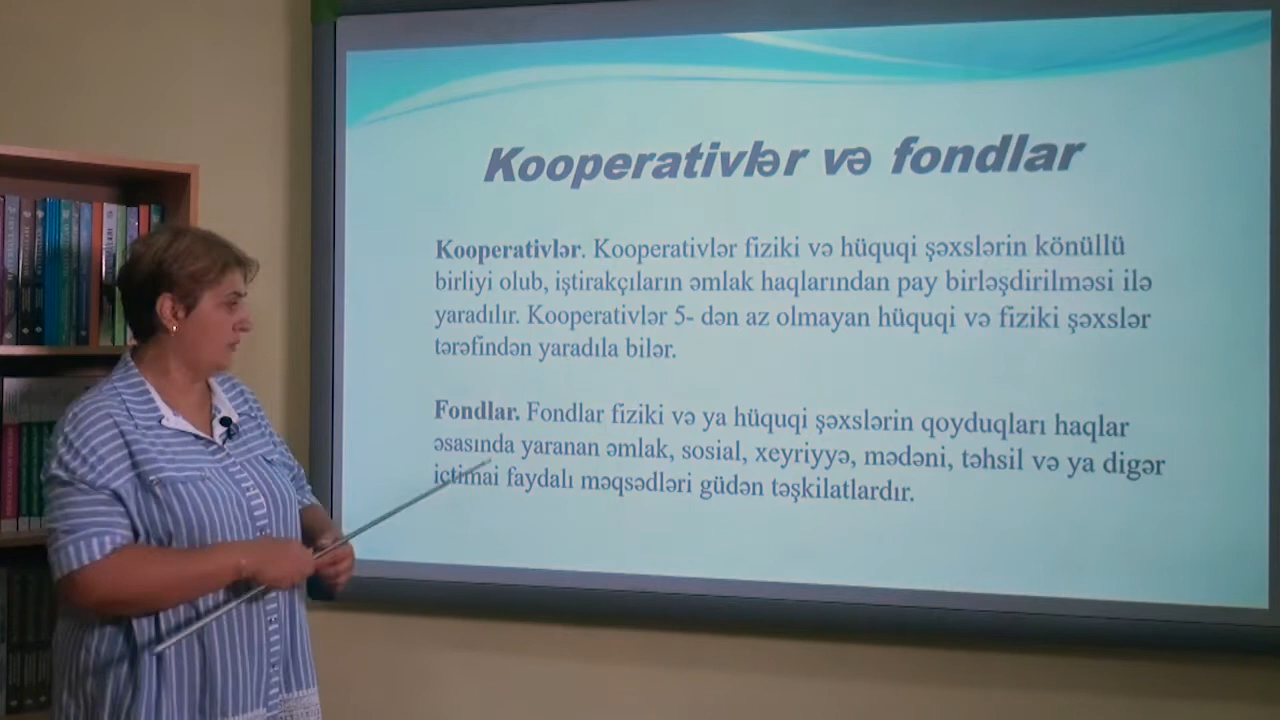 Kooperativlər və fondlar
Kooperativlər. Kooperativlər fiziki və hüquqi şəxslərin könüllü
birliyi olub, iştirakçıların əmlak haqlarından pay birləşdirilməsi ilə
yaradılır. Kooperativlər 5- dən az olmayan hüquqi və fiziki şəxslər
tərəfindən yaradıla bilər.
Fondlar. Fondlar fiziki və ya hüquqi şəxslərin qoyduqları haqlar
əsasında yaranan əmlak, sosial, xeyriyyə, mədəni, təhsil və ya digər
ictimai faydalı məqsədləri güdən təşkilatlardır.